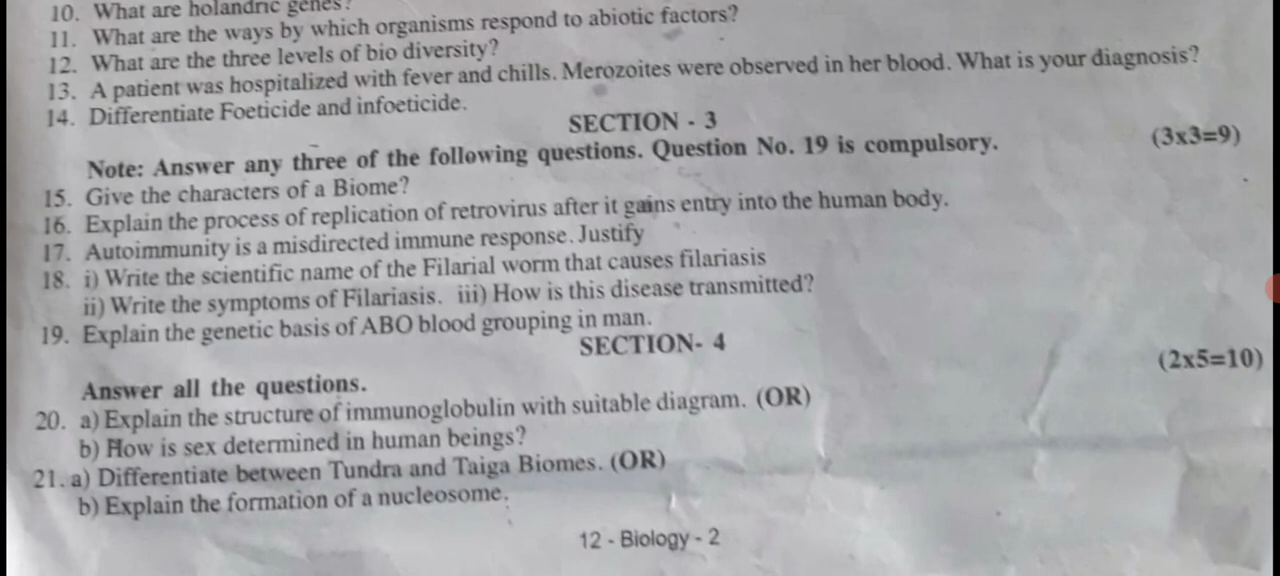 10. What are holandric genes?
11. What are the ways by which organisms respond to abiotic factors?
12. What are the three levels of bio diversity?
13. A patient was hospitalized with fever and chills. Merozoites were observed in her blood. What is your diagnosis?
14. Differentiate Foeticide and infoeticide.
SECTION - 3
Note: Answer any three of the following questions. Question No. 19 is compulsory. (3x3=9)
15. Give the characters of a Biome?
16. Explain the process of replication of retrovirus after it gains entry into the human body.
17. Autoimmunity is a misdirected immune response. Justify
18. i) Write the scientific name of the Filarial worm that causes filariasis
ii) Write the symptoms of Filariasis. iii) How is this disease transmitted?
19. Explain the genetic basis of ABO blood grouping in man.
SECTION- 4
Answer all the questions. (2x5=10)
20. a) Explain the structure of immunoglobulin with suitable diagram. (OR)
b) How is sex determined in human beings?
21. a) Differentiate between Tundra and Taiga Biomes. (OR)
b) Explain the formation of a nucleosome.
12 - Biology - 2